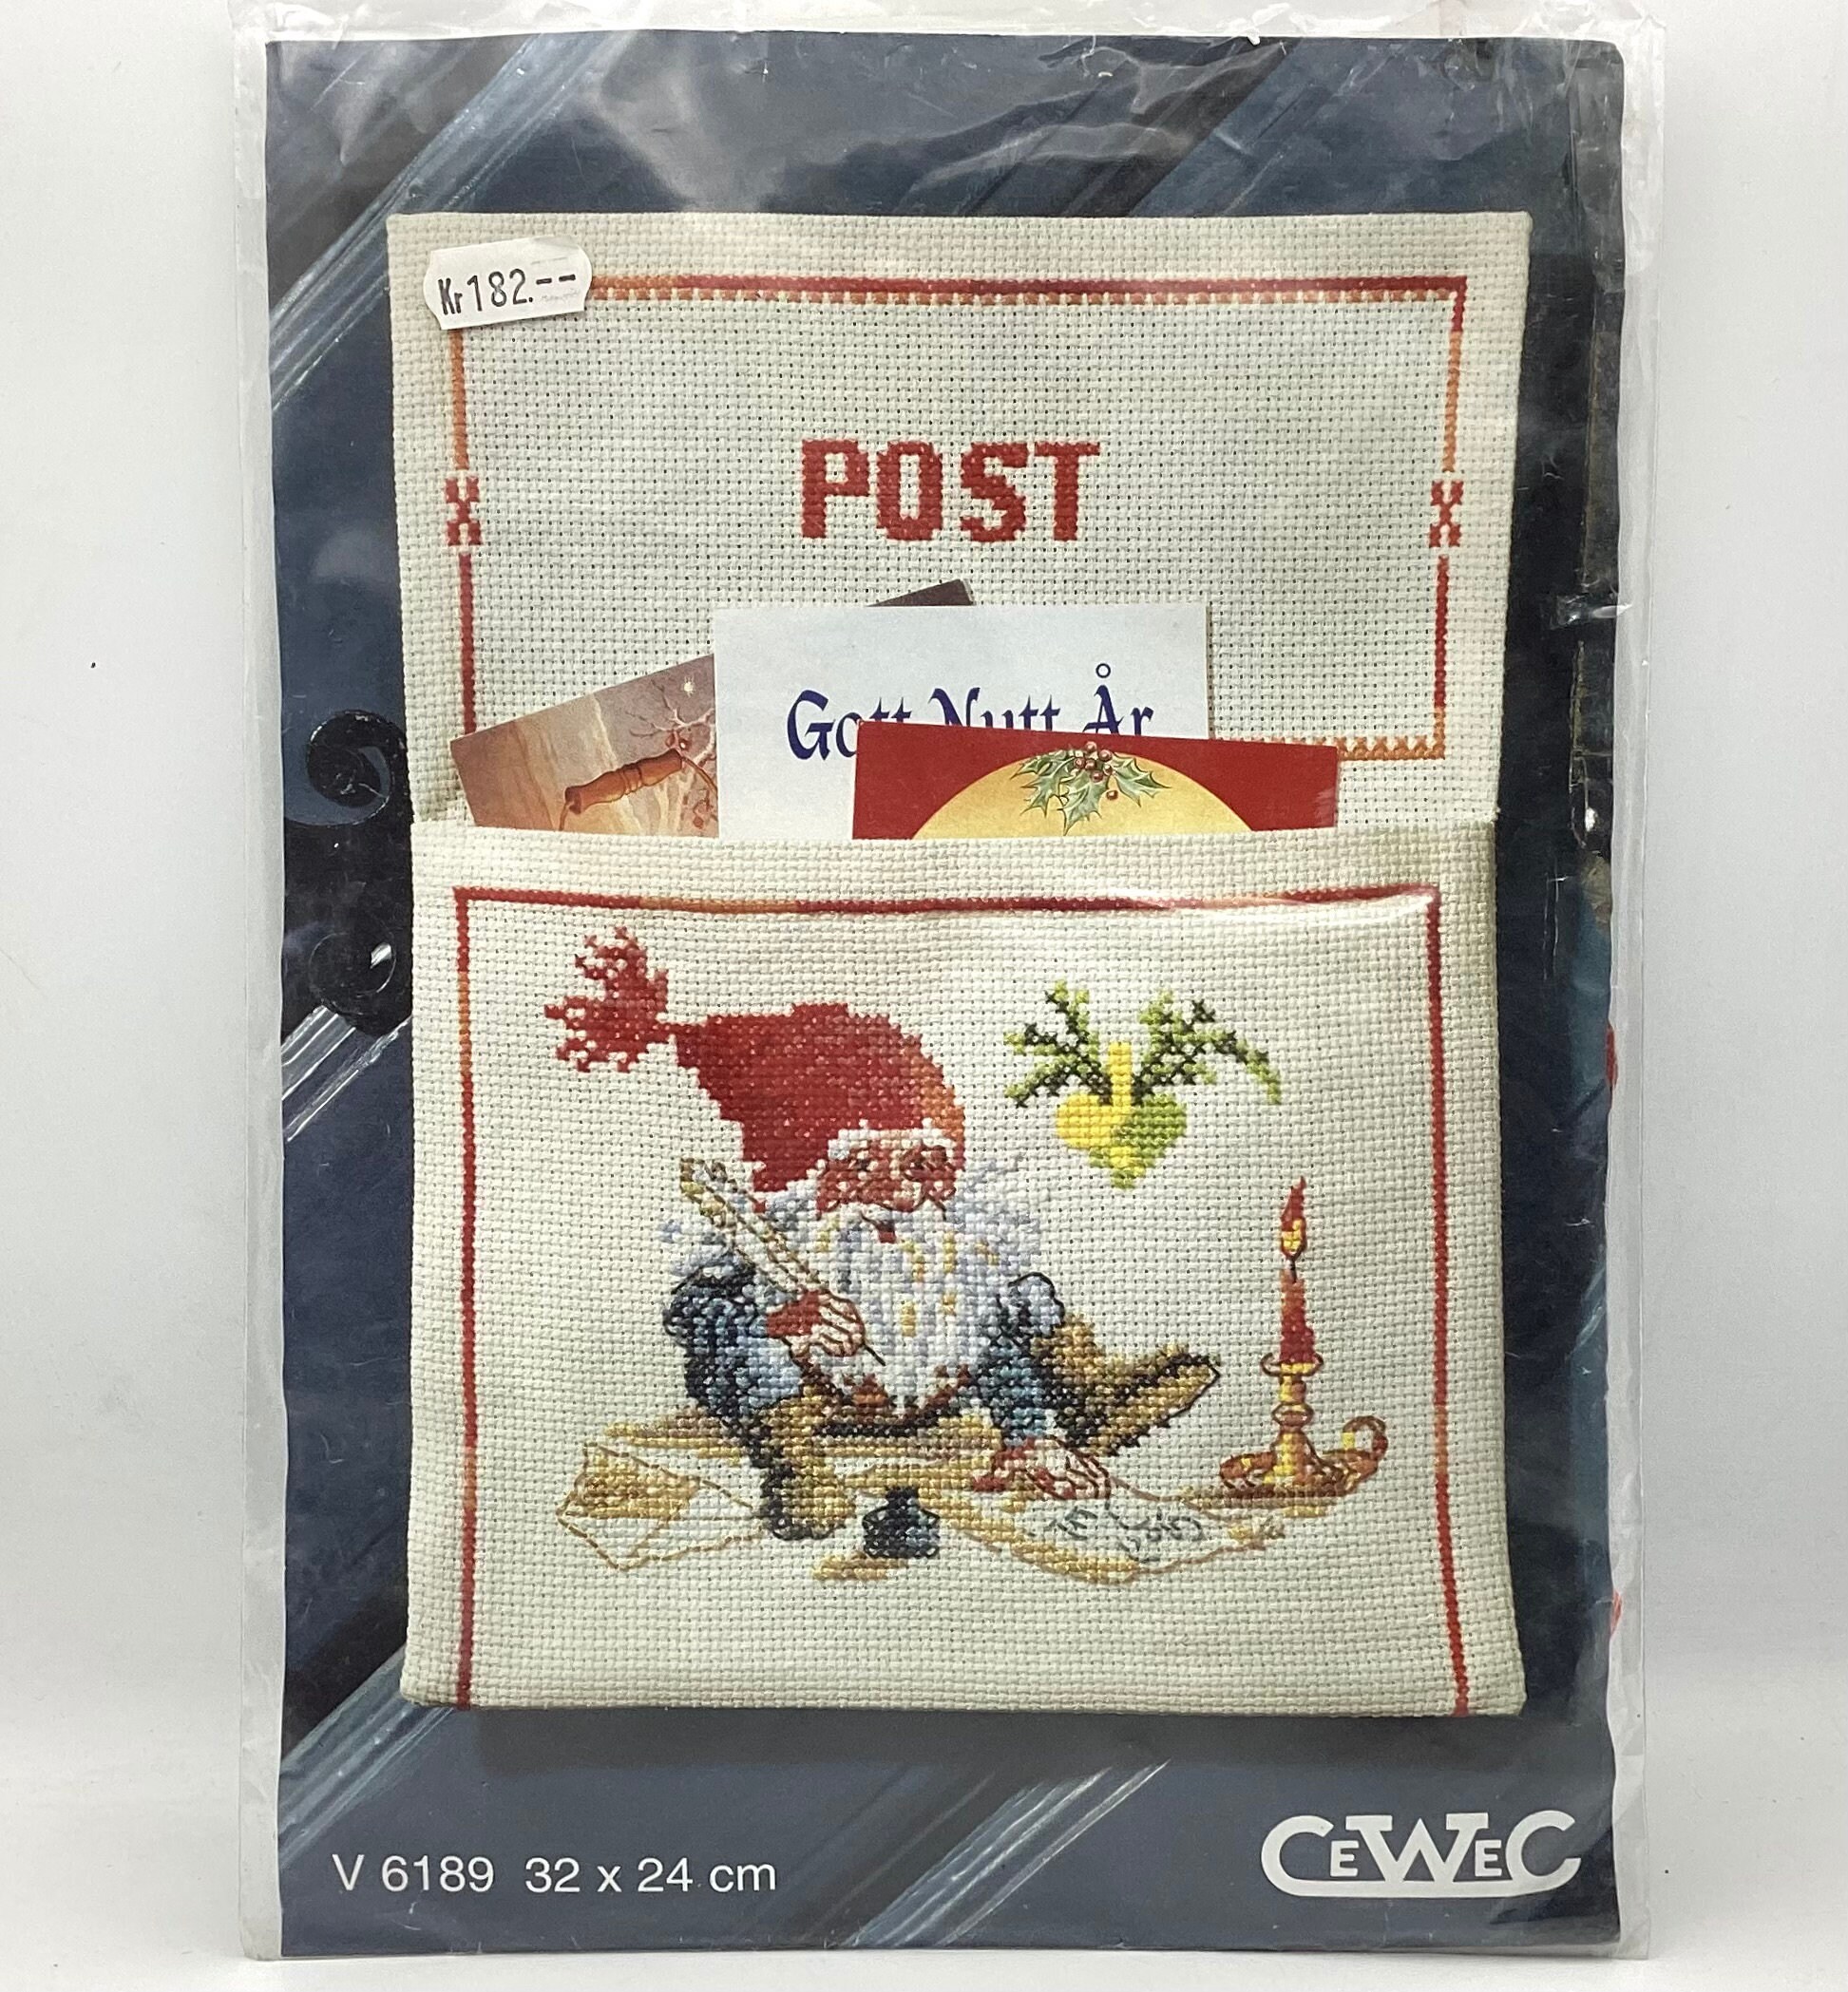 Kr 182.--
POST
Gott Nytt År
V 6189 32 x 24 cm
CEWEC